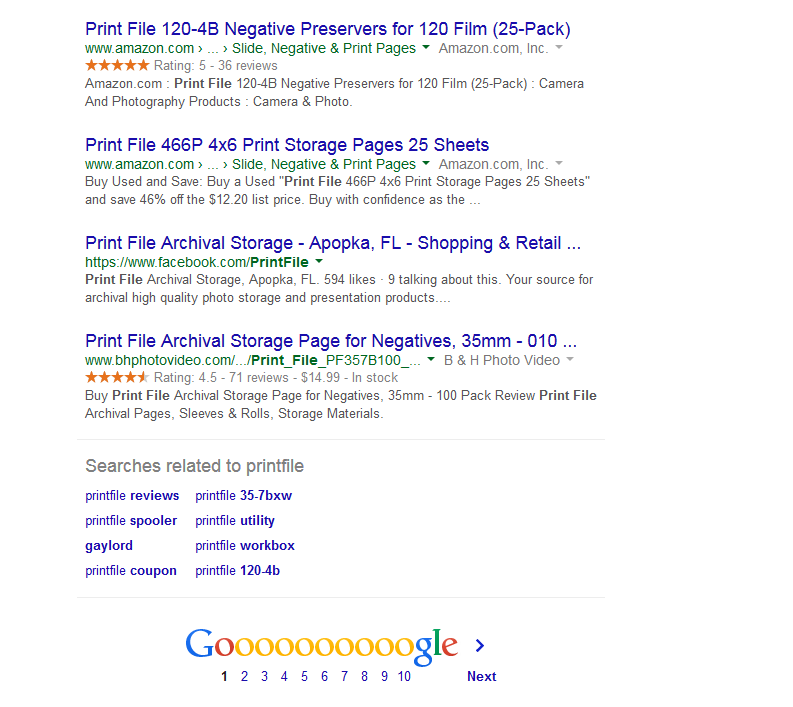 Print File 120-4B Negative Preservers for 120 Film (25-Pack)
www.amazon.com › ... › Slide, Negative & Print Pages Amazon.com, Inc.
Rating: 5 - 36 reviews
Amazon.com : Print File 120-4B Negative Preservers for 120 Film (25-Pack) : Camera
And Photography Products : Camera & Photo.
Print File 466P 4x6 Print Storage Pages 25 Sheets
www.amazon.com › ... › Slide, Negative & Print Pages Amazon.com, Inc.
Buy Used and Save: Buy a Used "Print File 466P 4x6 Print Storage Pages 25 Sheets"
and save 46% off the $12.20 list price. Buy with confidence as the ...
Print File Archival Storage - Apopka, FL - Shopping & Retail ...
https://www.facebook.com/PrintFile
Print File Archival Storage, Apopka, FL. 594 likes · 9 talking about this. Your source for
archival high quality photo storage and presentation products....
Print File Archival Storage Page for Negatives, 35mm - 010 ...
www.bhphotovideo.com/.../Print_File_PF357B100_... B & H Photo Video
Rating: 4.5 - 71 reviews - $14.99 - In stock
Buy Print File Archival Storage Page for Negatives, 35mm - 100 Pack Review Print File
Archival Pages, Sleeves & Rolls, Storage Materials.
Searches related to printfile
printfile reviews printfile 35-7bxw
printfile spooler printfile utility
gaylord printfile workbox
printfile coupon printfile 120-4b
Goooooooooogle
1 2 3 4 5 6 7 8 9 10 Next